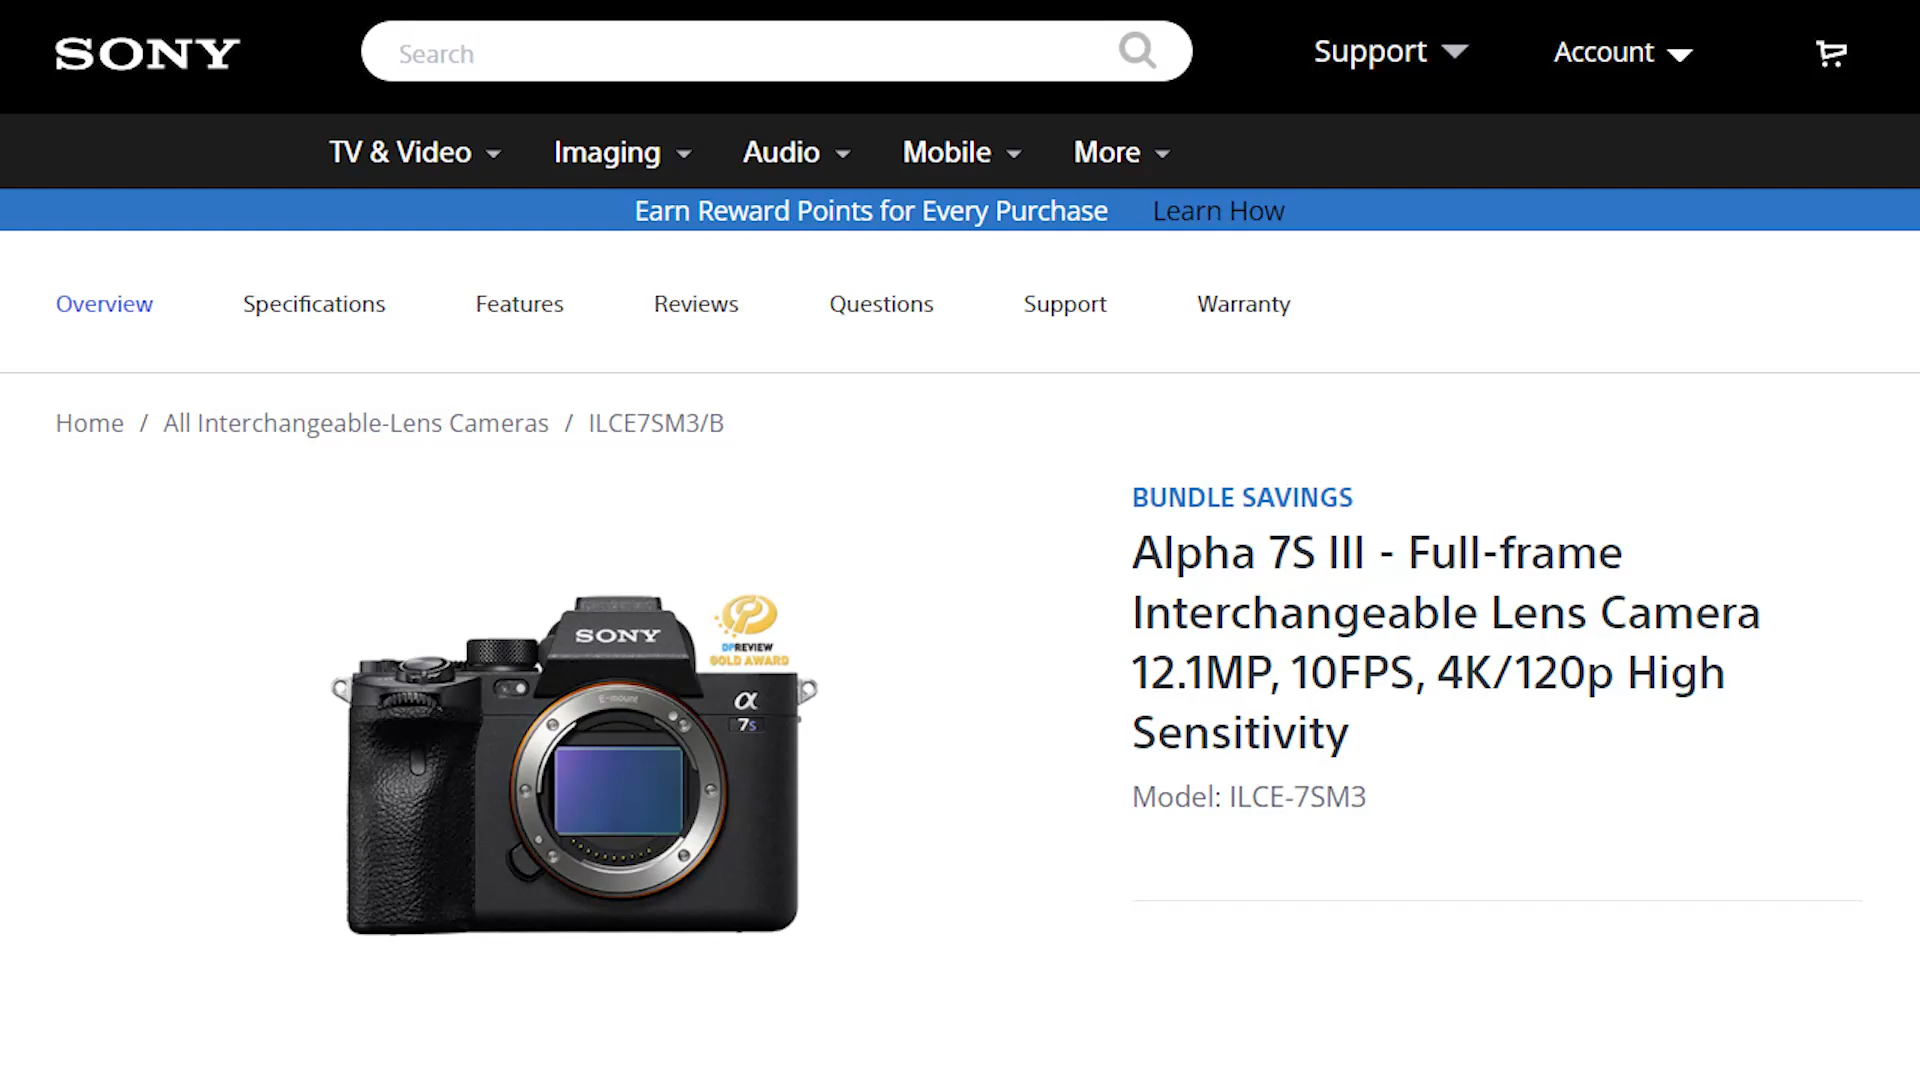 SONY
Search
Support
Account
TV & Video
Imaging
Audio
Mobile
More
Earn Reward Points for Every Purchase Learn How
Overview
Specifications
Features
Reviews
Questions
Support
Warranty
Home / All Interchangeable-Lens Cameras / ILCE7SM3/B
BUNDLE SAVINGS
Alpha 7S III - Full-frame
Interchangeable Lens Camera
12.1MP, 10FPS, 4K/120p High
Sensitivity
Model: ILCE-7SM3
SONY
DPREVIEW
GOLD AWARD
E-mount
α
7s